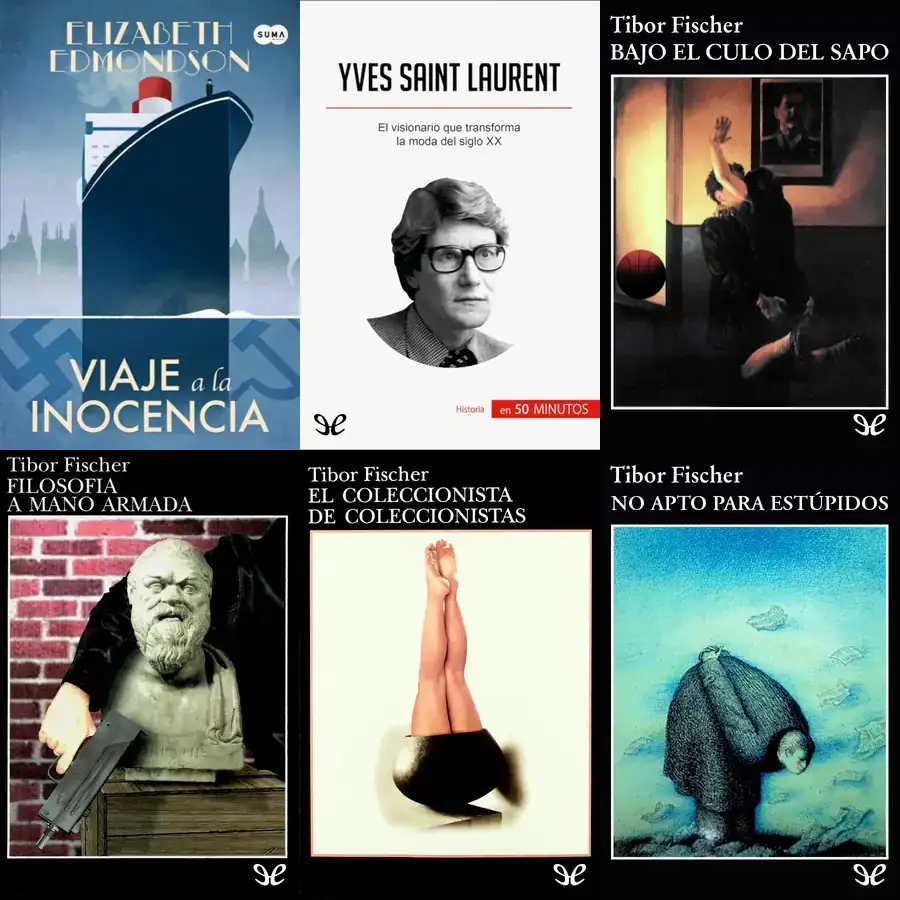 ELIZABETH
EDMONDSON
SUMA
VIAJE a la
INOCENCIA
YVES SAINT LAURENT
El visionario que transforma
la moda del siglo XX
Historia
en 50 MINUTOS
Tibor Fischer
BAJO EL CULO DEL SAPO
Tibor Fischer
FILOSOFIA
A MANO ARMADA
Tibor Fischer
EL COLECCIONISTA
DE COLECCIONISTAS
Tibor Fischer
NO APTO PARA ESTÚPIDOS